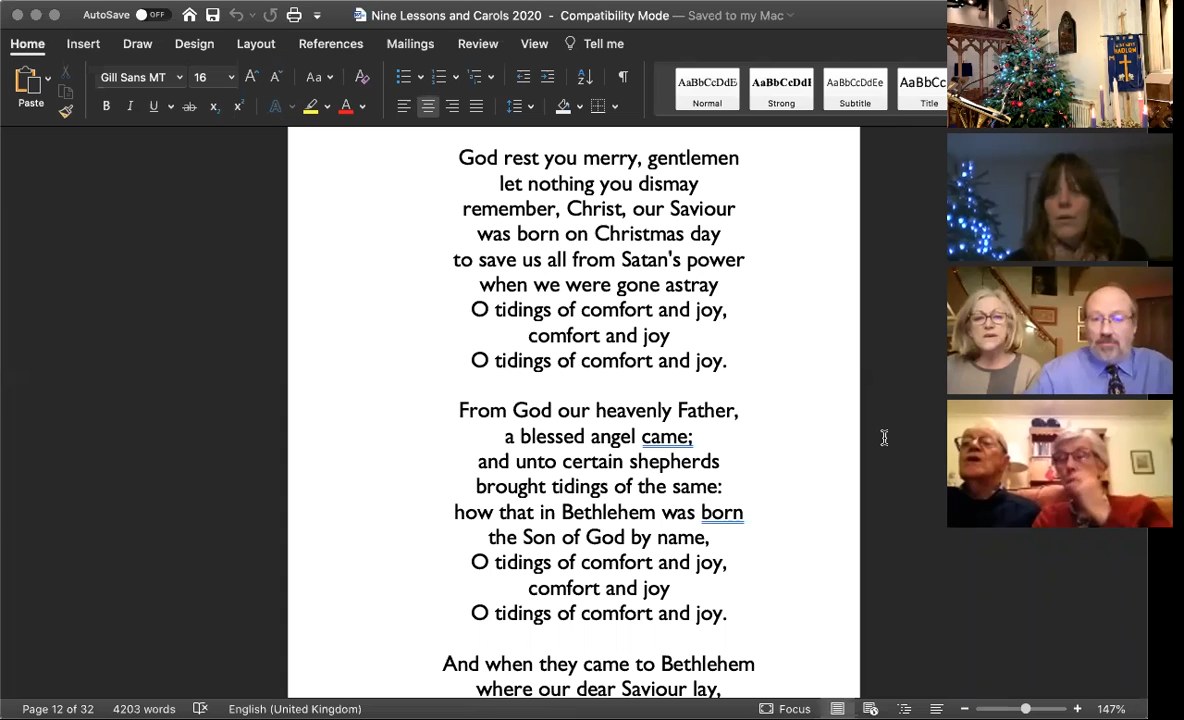 AutoSave OFF
Nine Lessons and Carols 2020 - Compatibility Mode — Saved to my Mac
Home Insert Draw Design Layout References Mailings Review View Tell me
Paste
Gill Sans MT 16
AaBbCcDdE AaBbCcDdI AaBbCcDdEe AaBbCc
Normal Strong Subtitle Title
God rest you merry, gentlemen
let nothing you dismay
remember, Christ, our Saviour
was born on Christmas day
to save us all from Satan's power
when we were gone astray
O tidings of comfort and joy,
comfort and joy
O tidings of comfort and joy.
From God our heavenly Father,
a blessed angel came;
and unto certain shepherds
brought tidings of the same:
how that in Bethlehem was born
the Son of God by name,
O tidings of comfort and joy,
comfort and joy
O tidings of comfort and joy.
And when they came to Bethlehem
where our dear Saviour lay,
Page 12 of 32 4203 words English (United Kingdom) Focus 147%
HADLOW